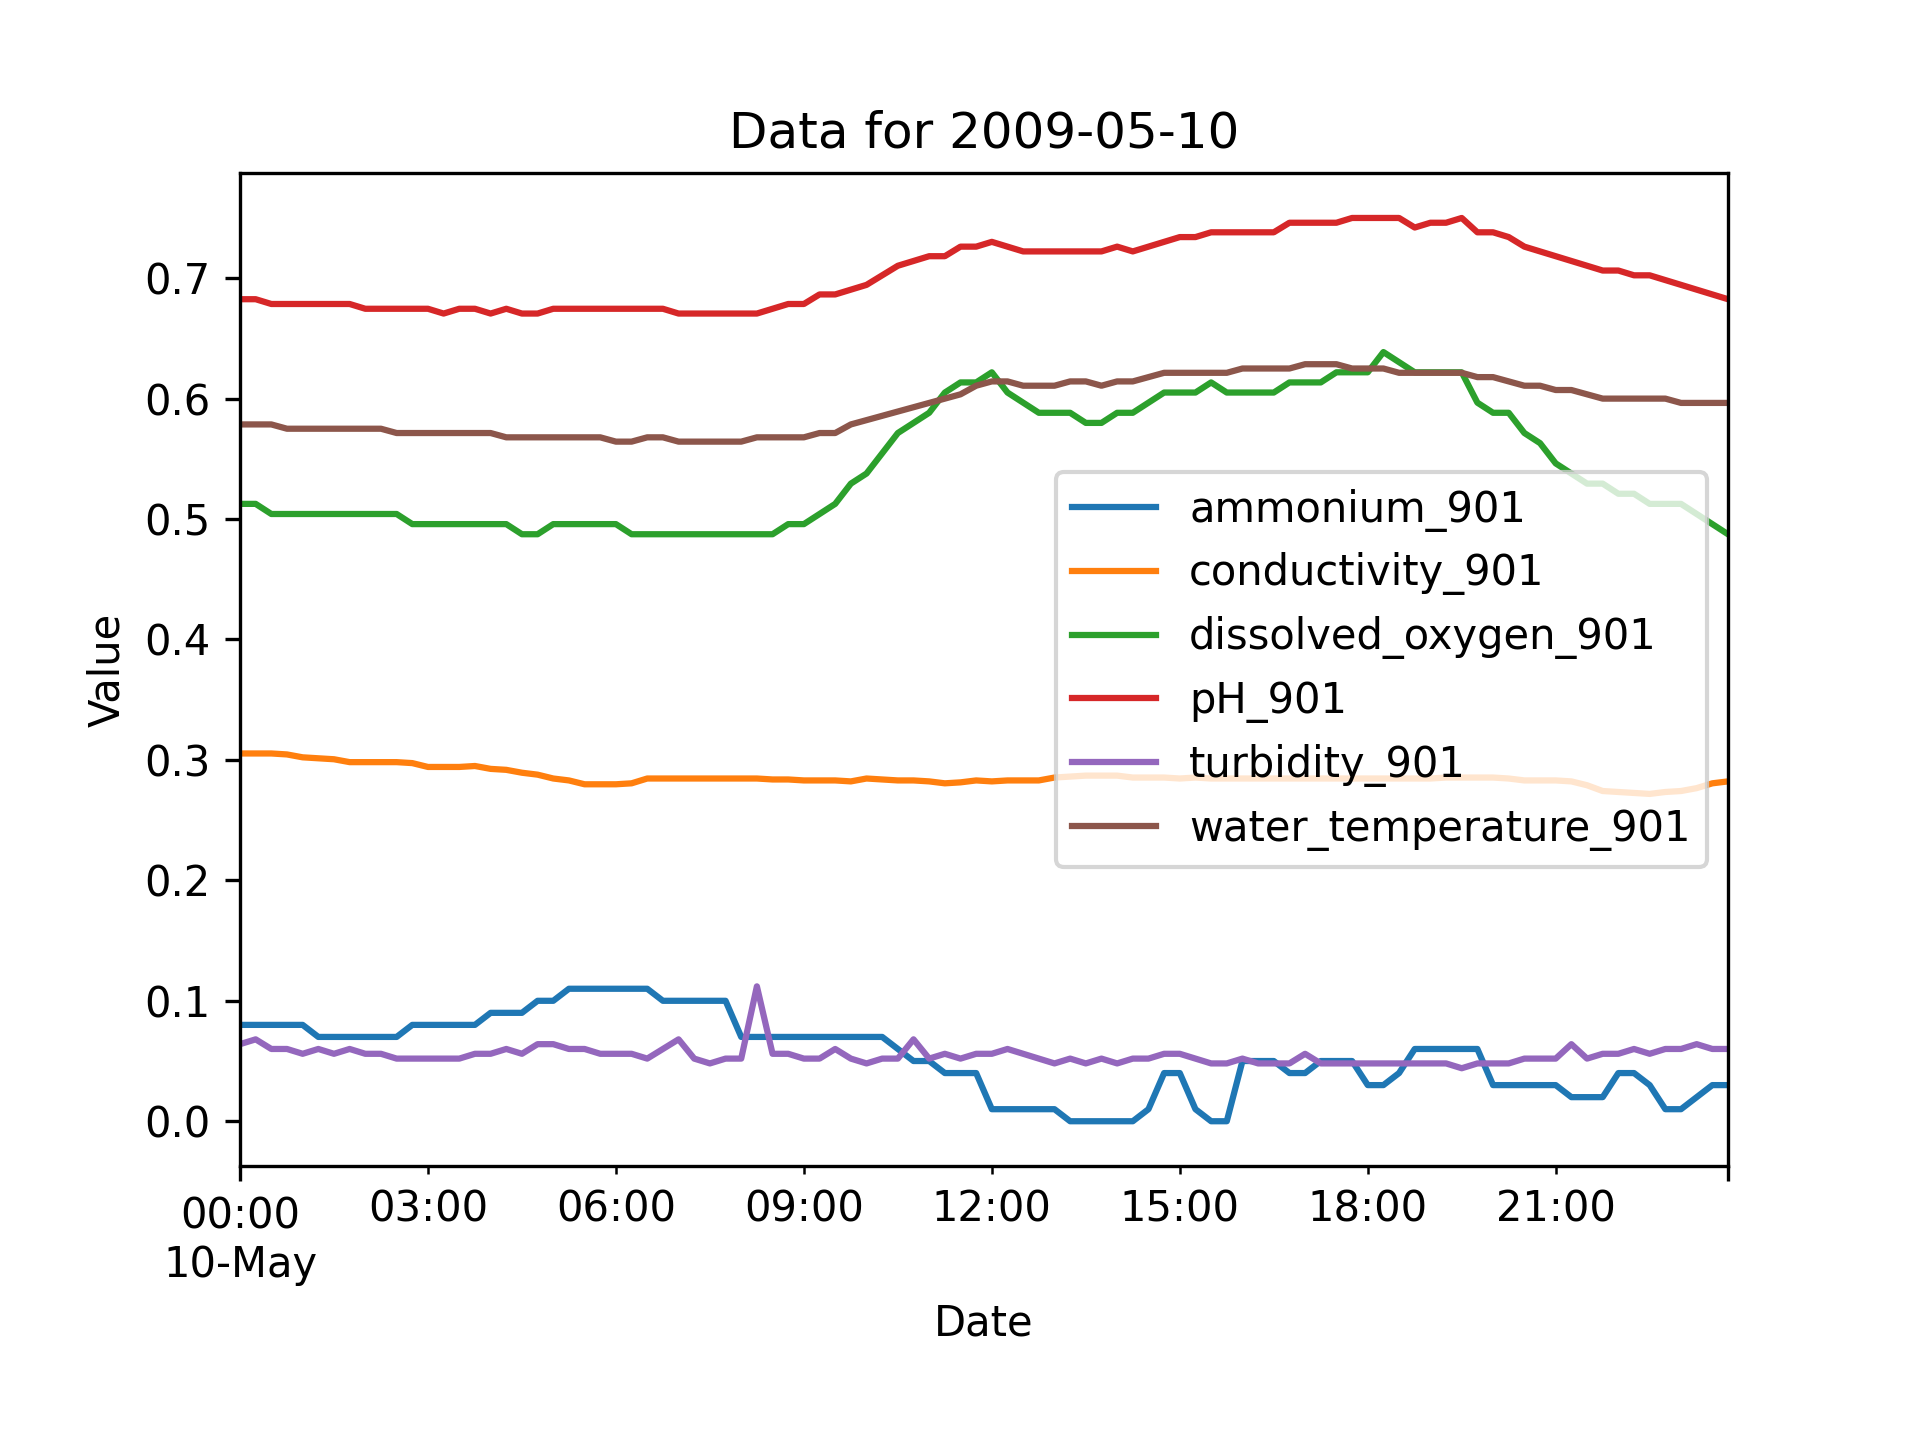 Data for 2009-05-10
Value
0.7
0.6
0.5
0.4
0.3
0.2
0.1
0.0
ammonium_901
conductivity_901
dissolved_oxygen_901
pH_901
turbidity_901
water_temperature_901
00:00 03:00 06:00 09:00 12:00 15:00 18:00 21:00
10-May
Date